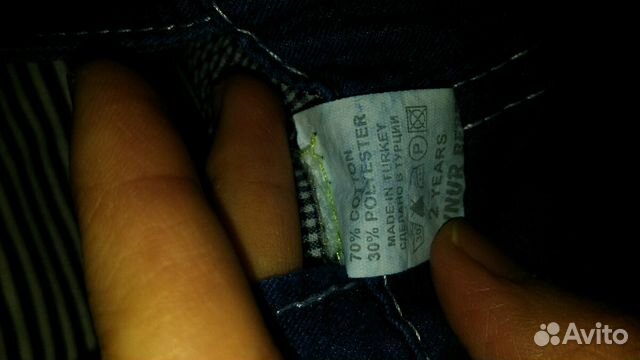 70% COTTON
30% POLYESTER
MADE IN TURKEY
СДЕЛАНО В ТУРЦИИ
P
2 YEARS
Avito